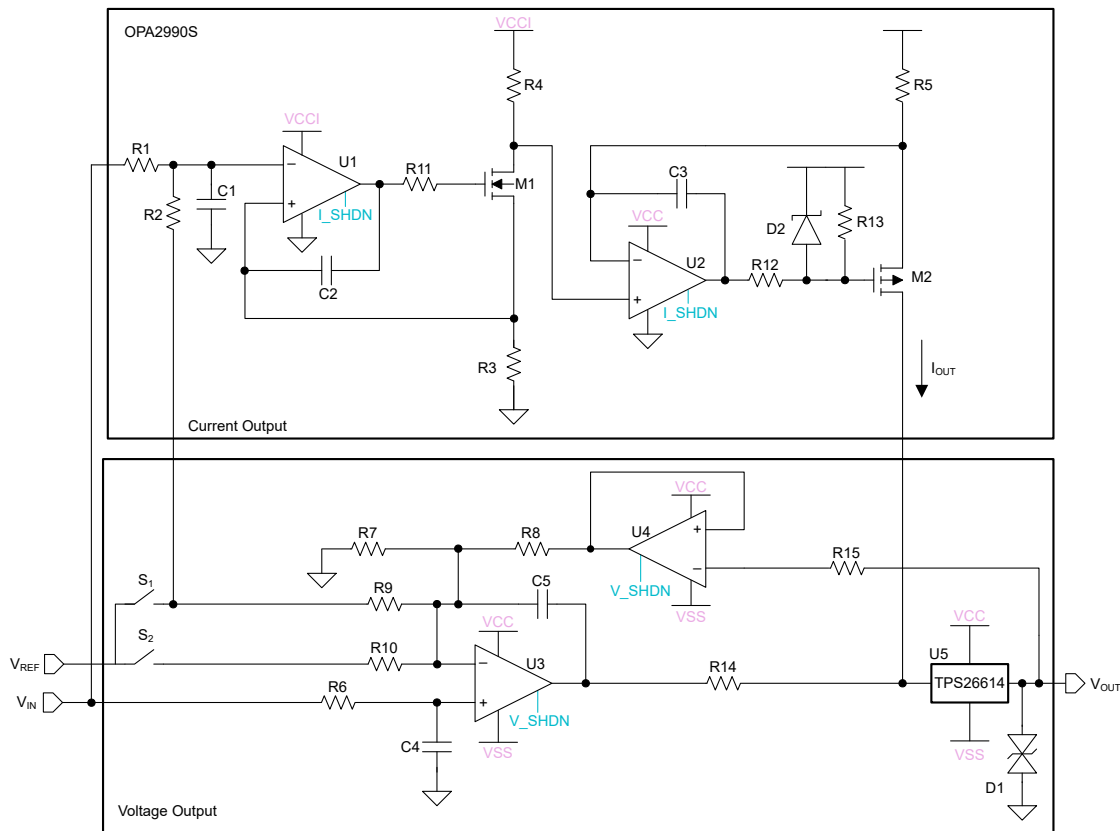 OPA2990S
VCCI
R4
R5
VCCI
R1
U1
R11
M1
C3
C1
R2
I_SHDN
VCC
D2
R13
U2
R12
M2
C2
I_SHDN
R3
IOUT
Current Output
VCC
R7
R8
U4
R15
C5
V_SHDN
VSS
S1
R9
VCC
VCC
S2
R10
U3
R14
U5
VREF
TPS26614
VOUT
VIN
R6
V_SHDN
C4
VSS
VSS
D1
Voltage Output